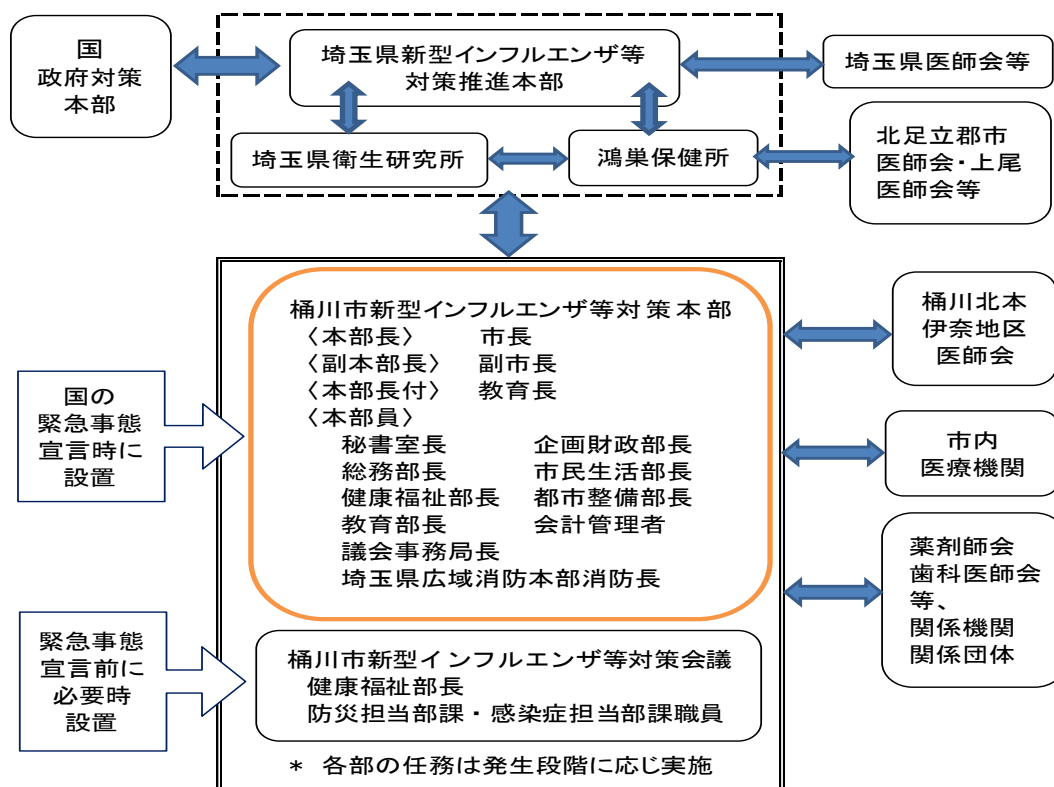 国
政府対策
本部
埼玉県新型インフルエンザ等
対策推進本部
埼玉県医師会等
埼玉県衛生研究所
鴻巣保健所
北足立郡市
医師会・上尾
医師会等
桶川市新型インフルエンザ等対策本部
〈本部長〉 市長
〈副本部長〉 副市長
〈本部長付〉 教育長
〈本部員〉
秘書室長 企画財政部長
総務部長 市民生活部長
健康福祉部長 都市整備部長
教育部長 会計管理者
議会事務局長
埼玉県広域消防本部消防長
国の
緊急事態
宣言時に
設置
桶川北本
伊奈地区
医師会
市内
医療機関
薬剤師会
歯科医師会
等、
関係機関
関係団体
緊急事態
宣言前に
必要時
設置
桶川市新型インフルエンザ等対策会議
健康福祉部長
防災担当部課・感染症担当部課職員
* 各部の任務は発生段階に応じ実施